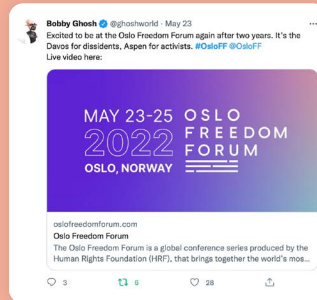 Bobby Ghosh @ghoshworld · May 23
Excited to be at the Oslo Freedom Forum again after two years. It's the
Davos for dissidents, Aspen for activists. #OsloFF @OsloFF
Live video here:
MAY 23-25
2022
OSLO, NORWAY
OSLO
FREEDOM
FORUM
oslofreedomforum.com
Oslo Freedom Forum
The Oslo Freedom Forum is a global conference series produced by the
Human Rights Foundation (HRF), that brings together the world's mos...
3 6 28